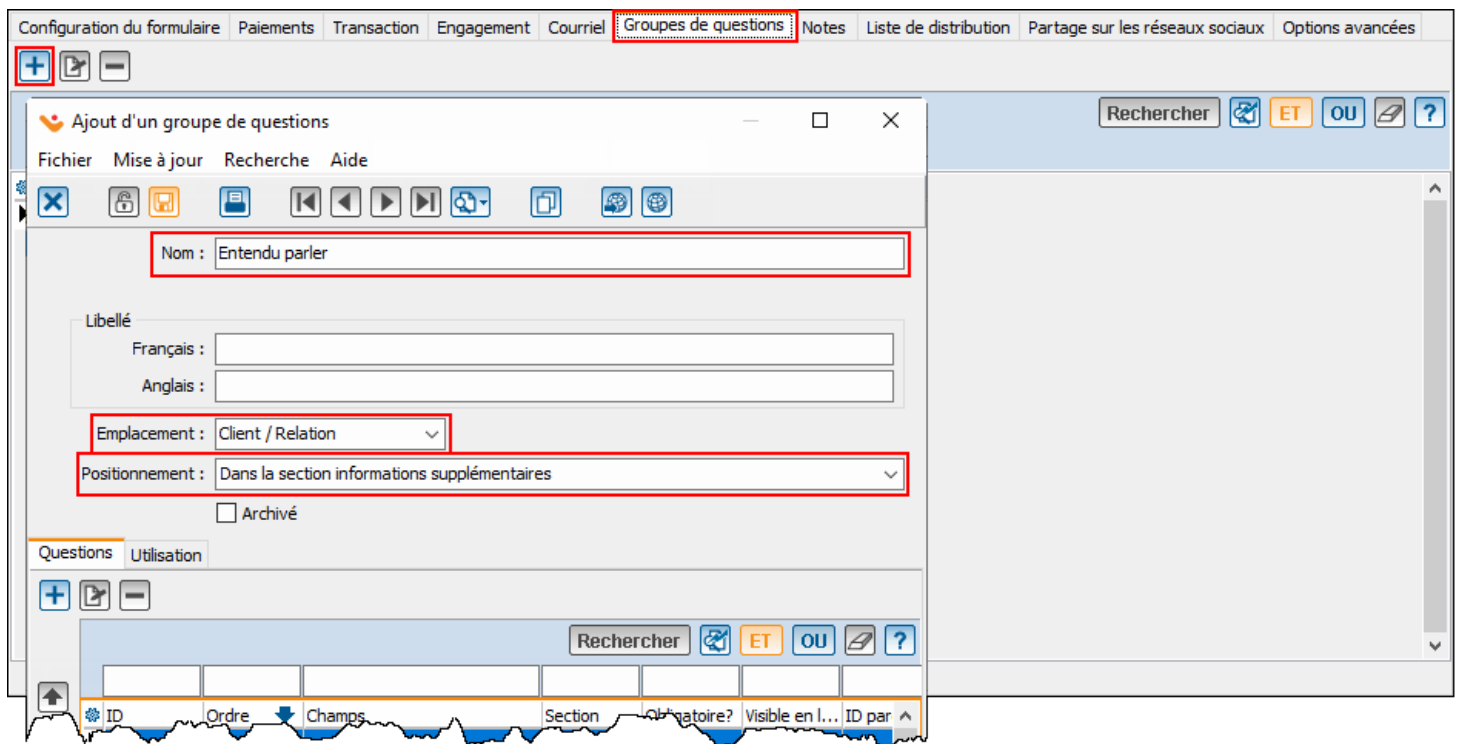 Configuration du formulaire Paiements Transaction Engagement Courriel Groupes de questions Notes Liste de distribution Partage sur les réseaux sociaux Options avancées
Rechercher ET OU ?
Ajout d'un groupe de questions
Fichier Mise à jour Recherche Aide
Nom : Entendu parler
Libellé
Français :
Anglais :
Emplacement : Client / Relation
Positionnement : Dans la section informations supplémentaires
Archivé
Questions Utilisation
Rechercher ET OU ?
ID Ordre Champs Section Obligatoire? Visible en l... ID par